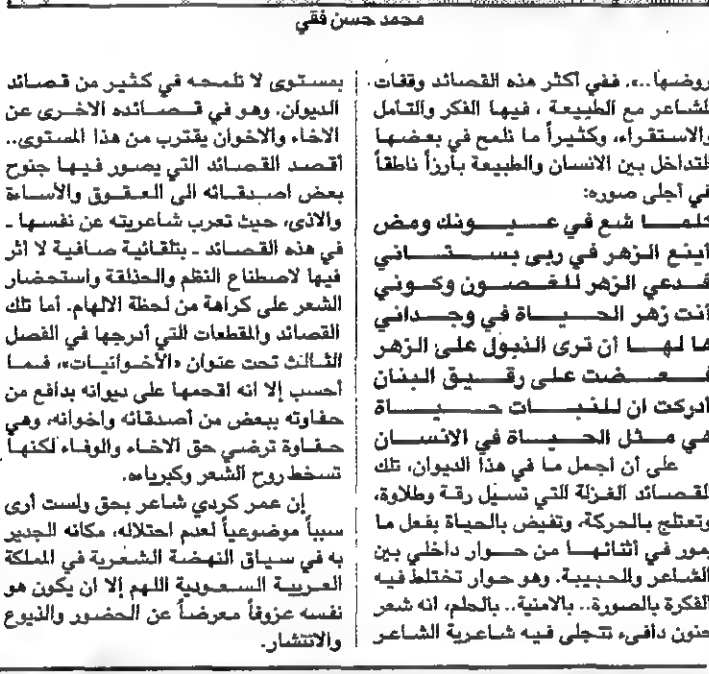 محمد حسن فقي
روضها..». ففي أكثر هذه القصائد وقفات
للشاعر مع الطبيعة ، فيها الفكر والتأمل
والاستقراء، وكثيراً ما نلمح في بعضها
التداخل بين الانسان والطبيعة بارزاً ناطقاً
في أجلى صوره:
كلما شع في عيونك ومض
أينع الزهر في ربى بستاني
فدعي الزهر للغصون وكوني
أنت زهر الحياة في وجداني
ما لها أن ترى الذبول على الزهر
فعضت على رقيق البنان
أدركت ان للنبات حياة
هي مثل الحياة في الانسان
على أن أجمل ما في هذا الديوان، تلك
القصائد الغزلة التي تسيل رقة وطلاوة،
وتعتلج بالحركة، وتفيض بالحياة بفعل ما
يمور في أثنائها من حوار داخلي بين
الشاعر والحبيبة. وهو حوار تختلط فيه
الفكرة بالصورة.. بالامنية.. بالحلم، انه شعر
حنون دافىء تتجلى فيه شاعرية الشاعر
بمستوى لا تلمحه في كثير من قصائد
الديوان. وهو في قصائده الاخرى عن
الاخاء والاخوان يقترب من هذا المستوى..
أقصد القصائد التي يصور فيها جنوح
بعض اصدقائه الى العقوق والأساءة
والاذى، حيث تعرب شاعريته عن نفسها ـ
في هذه القصائد ـ بتلقائية صافية لا اثر
فيها لاصطناع النظم والحذلقة واستحضار
الشعر على كراهة من لحظة الالهام. أما تلك
القصائد والمقطعات التي أدرجها في الفصل
الثالث تحت عنوان «الأخوانيات»، فما
أحسب إلا انه اقحمها على ديوانه بدافع من
حفاوته ببعض من أصدقائه واخوانه، وهي
حفاوة ترضي حق الاخاء والوفاء لكنها
تسخط روح الشعر وكبرياءه.
إن عمر كردي شاعر بحق ولست أرى
سبباً موضوعياً لعدم احتلاله، مكانه الجدير
به في سياق النهضة الشعرية في المملكة
العربية السعودية اللهم إلا ان يكون هو
نفسه عزوفاً معرضاً عن الحضور والذيوع
والانتشار.